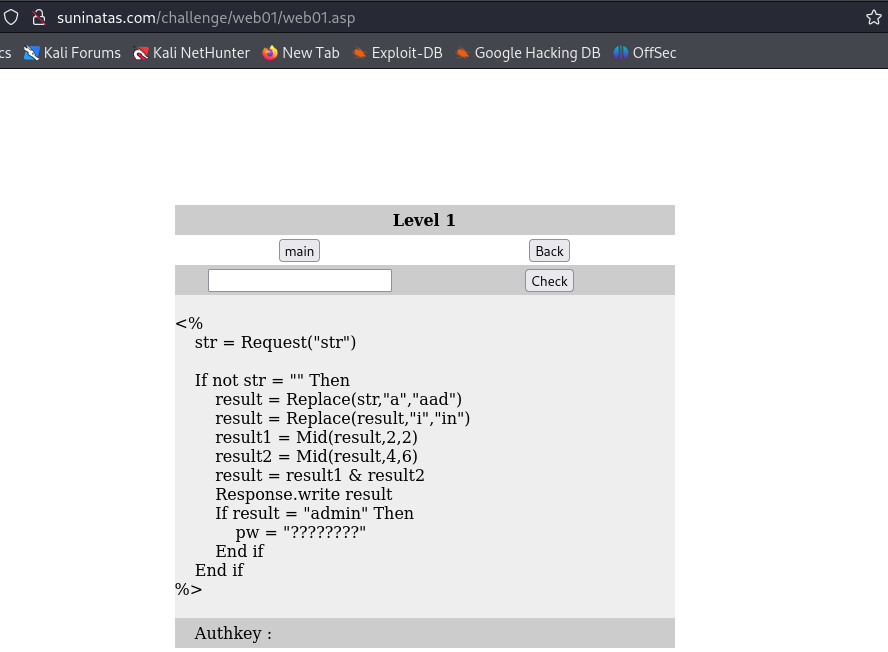 suninatas.com/challenge/web01/web01.asp
cs Kali Forums Kali NetHunter New Tab Exploit-DB Google Hacking DB OffSec
Level 1
main Back
Check
<%
str = Request("str")
If not str = "" Then
result = Replace(str,"a","aad")
result = Replace(result,"i","in")
result1 = Mid(result,2,2)
result2 = Mid(result,4,6)
result = result1 & result2
Response.write result
If result = "admin" Then
pw = "????????"
End if
End if
%>
Authkey :